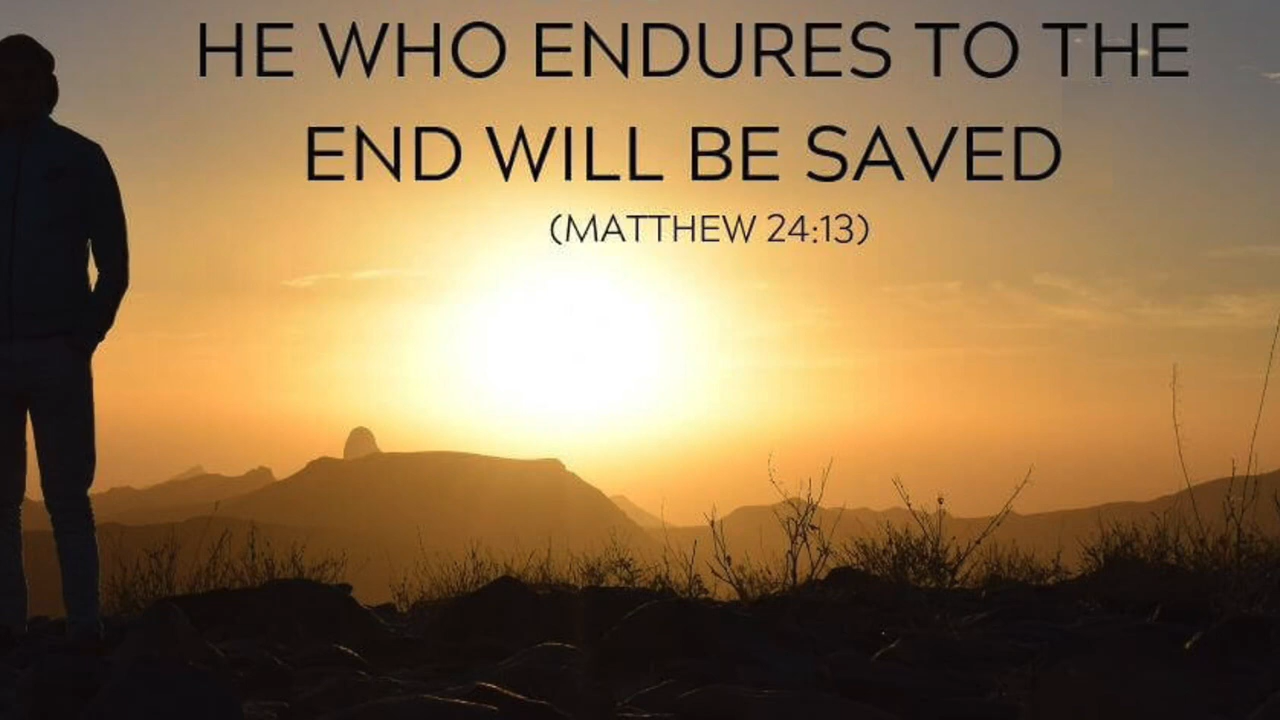 HE WHO ENDURES TO THE
END WILL BE SAVED
(MATTHEW 24:13)